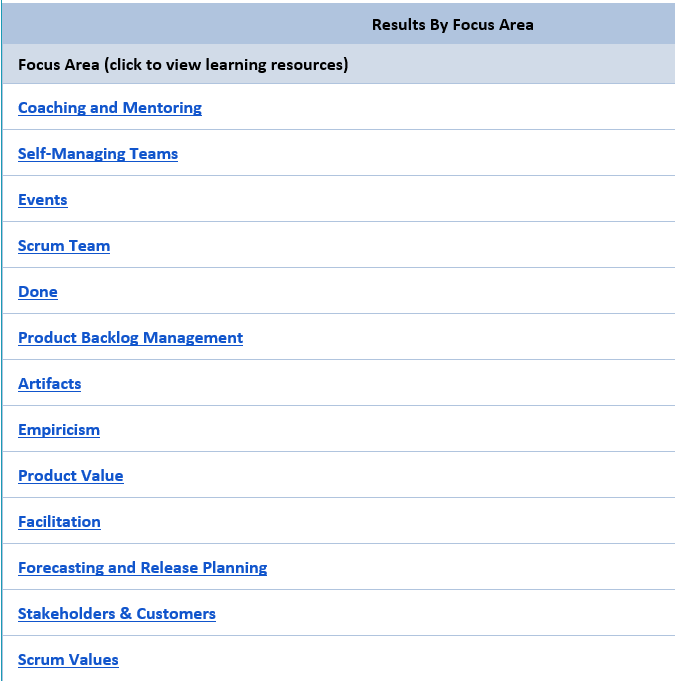 Results By Focus Area
Focus Area (click to view learning resources)
Coaching and Mentoring
Self-Managing Teams
Events
Scrum Team
Done
Product Backlog Management
Artifacts
Empiricism
Product Value
Facilitation
Forecasting and Release Planning
Stakeholders & Customers
Scrum Values